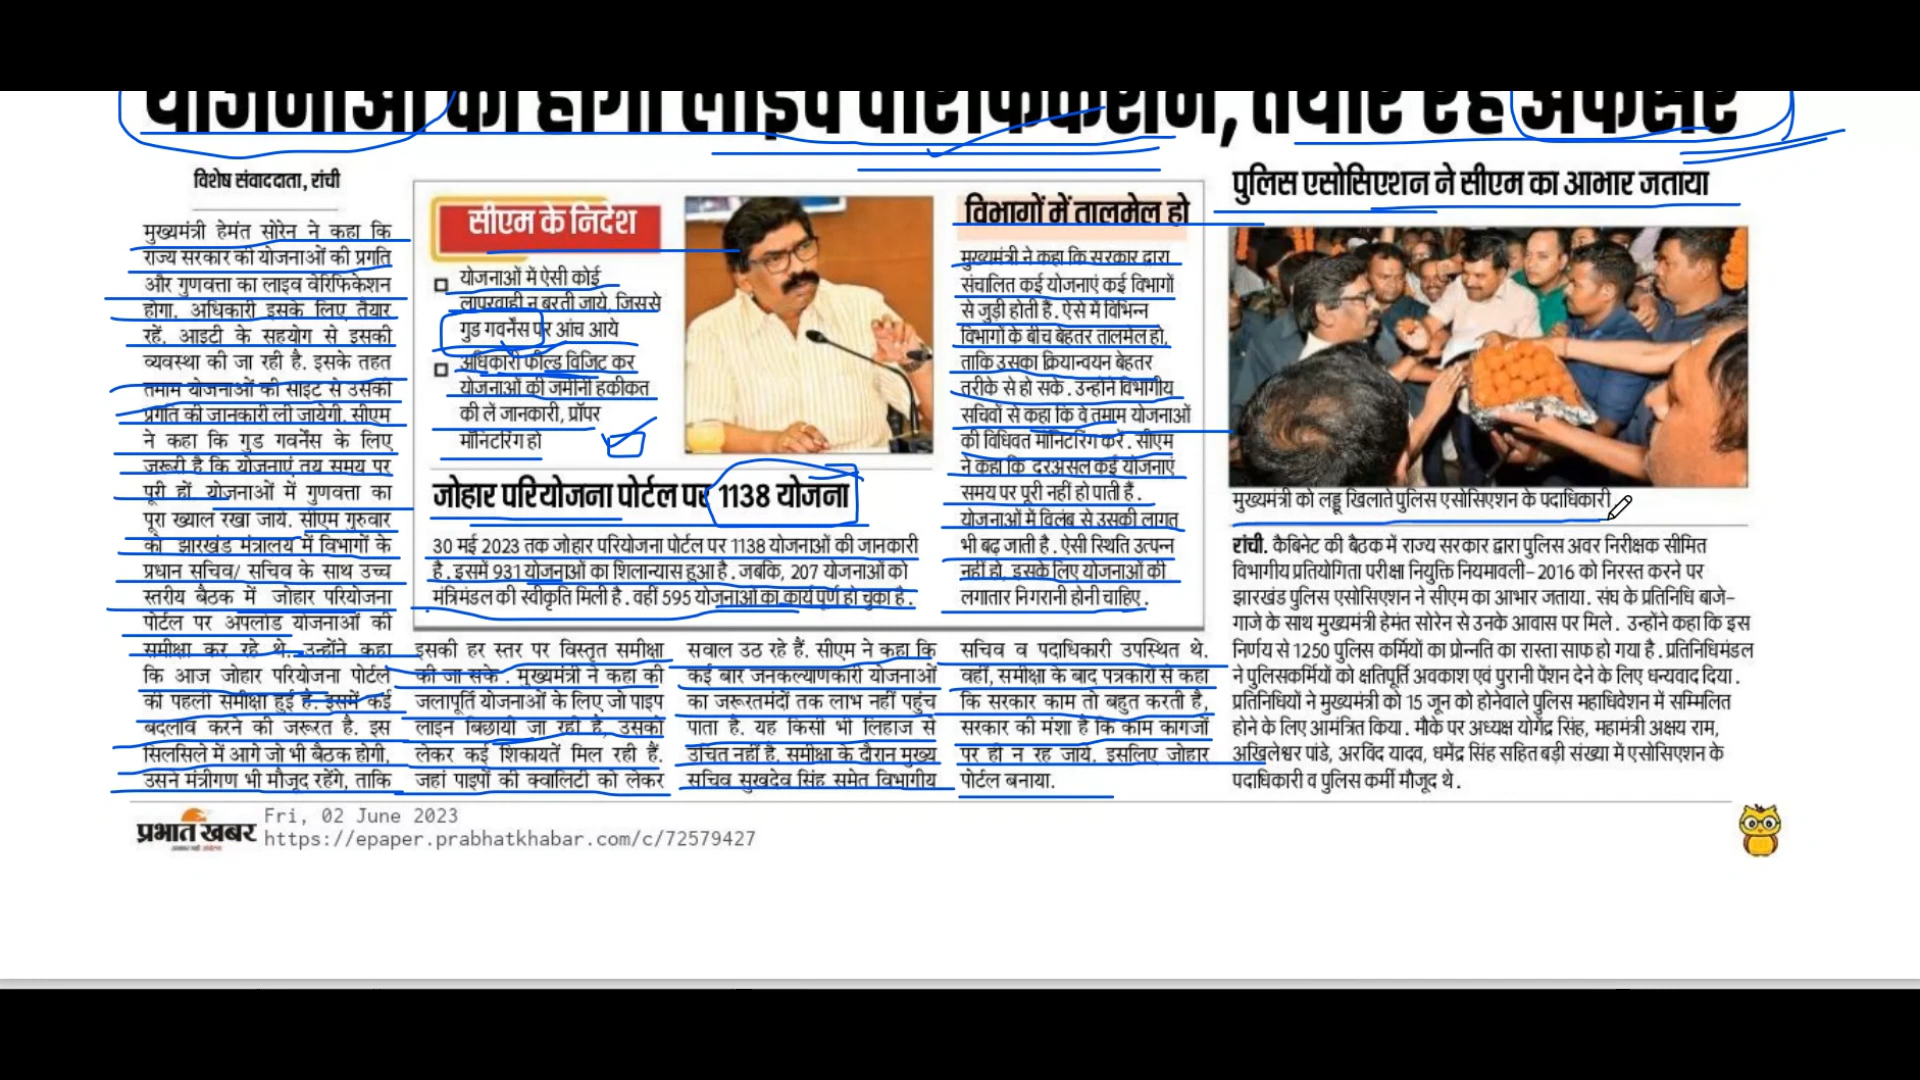 योजनाओं का होगा लाइव वेरिफिकेशन, तैयार रहें अफसर
विशेष संवाददाता, रांची
मुख्यमंत्री हेमंत सोरेन ने कहा कि
राज्य सरकार की योजनाओं की प्रगति
और गुणवत्ता का लाइव वेरिफिकेशन
होगा. अधिकारी इसके लिए तैयार
रहें. आइटी के सहयोग से इसकी
व्यवस्था की जा रही है. इसके तहत
तमाम योजनाओं की साइट से उसकी
प्रगति की जानकारी ली जायेगी. सीएम
ने कहा कि गुड गवर्नेंस के लिए
जरूरी है कि योजनाएं तय समय पर
पूरी हों. योजनाओं में गुणवत्ता का
पूरा ख्याल रखा जाये. सीएम गुरुवार
को झारखंड मंत्रालय में विभागों के
प्रधान सचिव/ सचिव के साथ उच्च
स्तरीय बैठक में जोहार परियोजना
पोर्टल पर अपलोड योजनाओं की
समीक्षा कर रहे थे. उन्होंने कहा
कि आज जोहार परियोजना पोर्टल
की पहली समीक्षा हुई है. इसमें कई
बदलाव करने की जरूरत है. इस
सिलसिले में आगे जो भी बैठक होगी,
उसने मंत्रीगण भी मौजूद रहेंगे, ताकि
सीएम के निदेश
योजनाओं में ऐसी कोई
लापरवाही न बरती जाये, जिससे
गुड गवर्नेंस पर आंच आये
अधिकारी फील्ड विजिट कर
योजनाओं की जमीनी हकीकत
की लें जानकारी, प्रॉपर
मॉनिटरिंग हो
विभागों में तालमेल हो
मुख्यमंत्री ने कहा कि सरकार द्वारा
संचालित कई योजनाएं कई विभागों
से जुड़ी होती है. ऐसे में विभिन्न
विभागों के बीच बेहतर तालमेल हो,
ताकि उसका क्रियान्वयन बेहतर
तरीके से हो सके. उन्होंने विभागीय
सचिवों से कहा कि वे तमाम योजनाओं
की विधिवत मॉनिटरिंग करें. सीएम
ने कहा कि दरअसल कई योजनाएं
समय पर पूरी नहीं हो पाती हैं.
योजनाओं में विलंब से उसकी लागत
भी बढ़ जाती है. ऐसी स्थिति उत्पन्न
नहीं हो, इसके लिए योजनाओं की
लगातार निगरानी होनी चाहिए.
जोहार परियोजना पोर्टल पर 1138 योजना
30 मई 2023 तक जोहार परियोजना पोर्टल पर 1138 योजनाओं की जानकारी
है. इसमें 931 योजनाओं का शिलान्यास हुआ है. जबकि, 207 योजनाओं को
मंत्रिमंडल की स्वीकृति मिली है. वहीं 595 योजनाओं का कार्य पूर्ण हो चुका है.
इसकी हर स्तर पर विस्तृत समीक्षा
की जा सके. मुख्यमंत्री ने कहा की
जलापूर्ति योजनाओं के लिए जो पाइप
लाइन बिछायी जा रही है, उसको
लेकर कई शिकायतें मिल रही हैं.
जहां पाइपों की क्वालिटी को लेकर
सवाल उठ रहे हैं. सीएम ने कहा कि
कई बार जनकल्याणकारी योजनाओं
का जरूरतमंदों तक लाभ नहीं पहुंच
पाता है. यह किसी भी लिहाज से
उचित नहीं है. समीक्षा के दौरान मुख्य
सचिव सुखदेव सिंह समेत विभागीय
सचिव व पदाधिकारी उपस्थित थे.
वहीं, समीक्षा के बाद पत्रकारों से कहा
कि सरकार काम तो बहुत करती है,
सरकार की मंशा है कि काम कागजों
पर ही न रह जाये. इसलिए जोहार
पोर्टल बनाया.
पुलिस एसोसिएशन ने सीएम का आभार जताया
मुख्यमंत्री को लड्डू खिलाते पुलिस एसोसिएशन के पदाधिकारी
रांची. कैबिनेट की बैठक में राज्य सरकार द्वारा पुलिस अवर निरीक्षक सीमित
विभागीय प्रतियोगिता परीक्षा नियुक्ति नियमावली-2016 को निरस्त करने पर
झारखंड पुलिस एसोसिएशन ने सीएम का आभार जताया. संघ के प्रतिनिधि बाजे-
गाजे के साथ मुख्यमंत्री हेमंत सोरेन से उनके आवास पर मिले. उन्होंने कहा कि इस
निर्णय से 1250 पुलिस कर्मियों का प्रोन्नति का रास्ता साफ हो गया है. प्रतिनिधिमंडल
ने पुलिसकर्मियों को क्षतिपूर्ति अवकाश एवं पुरानी पेंशन देने के लिए धन्यवाद दिया.
प्रतिनिधियों ने मुख्यमंत्री को 15 जून को होनेवाले पुलिस महाधिवेशन में सम्मिलित
होने के लिए आमंत्रित किया. मौके पर अध्यक्ष योगेंद्र सिंह, महामंत्री अक्षय राम,
अखिलेश्वर पांडे, अरविंद यादव, धमेंद्र सिंह सहित बड़ी संख्या में एसोसिएशन के
पदाधिकारी व पुलिस कर्मी मौजूद थे.
प्रभात खबर
Fri, 02 June 2023
https://epaper.prabhatkhabar.com/c/72579427